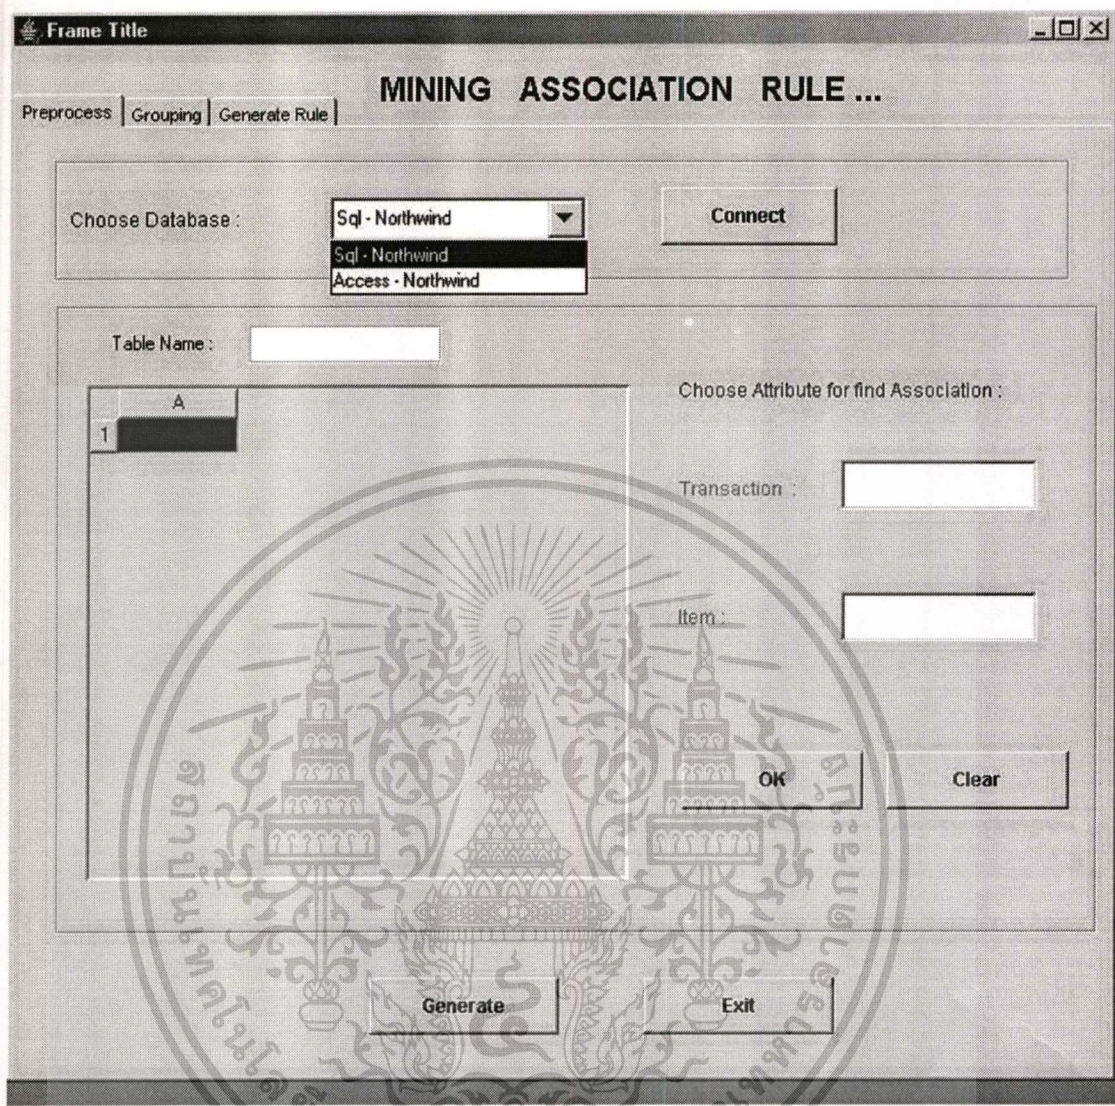 Frame Title
MINING ASSOCIATION RULE ...
Preprocess Grouping Generate Rule
Choose Database : Sql - Northwind Connect
Sql - Northwind
Access - Northwind
Table Name :
Choose Attribute for find Association :
A
1
Transaction :
Item :
OK Clear
Generate Exit